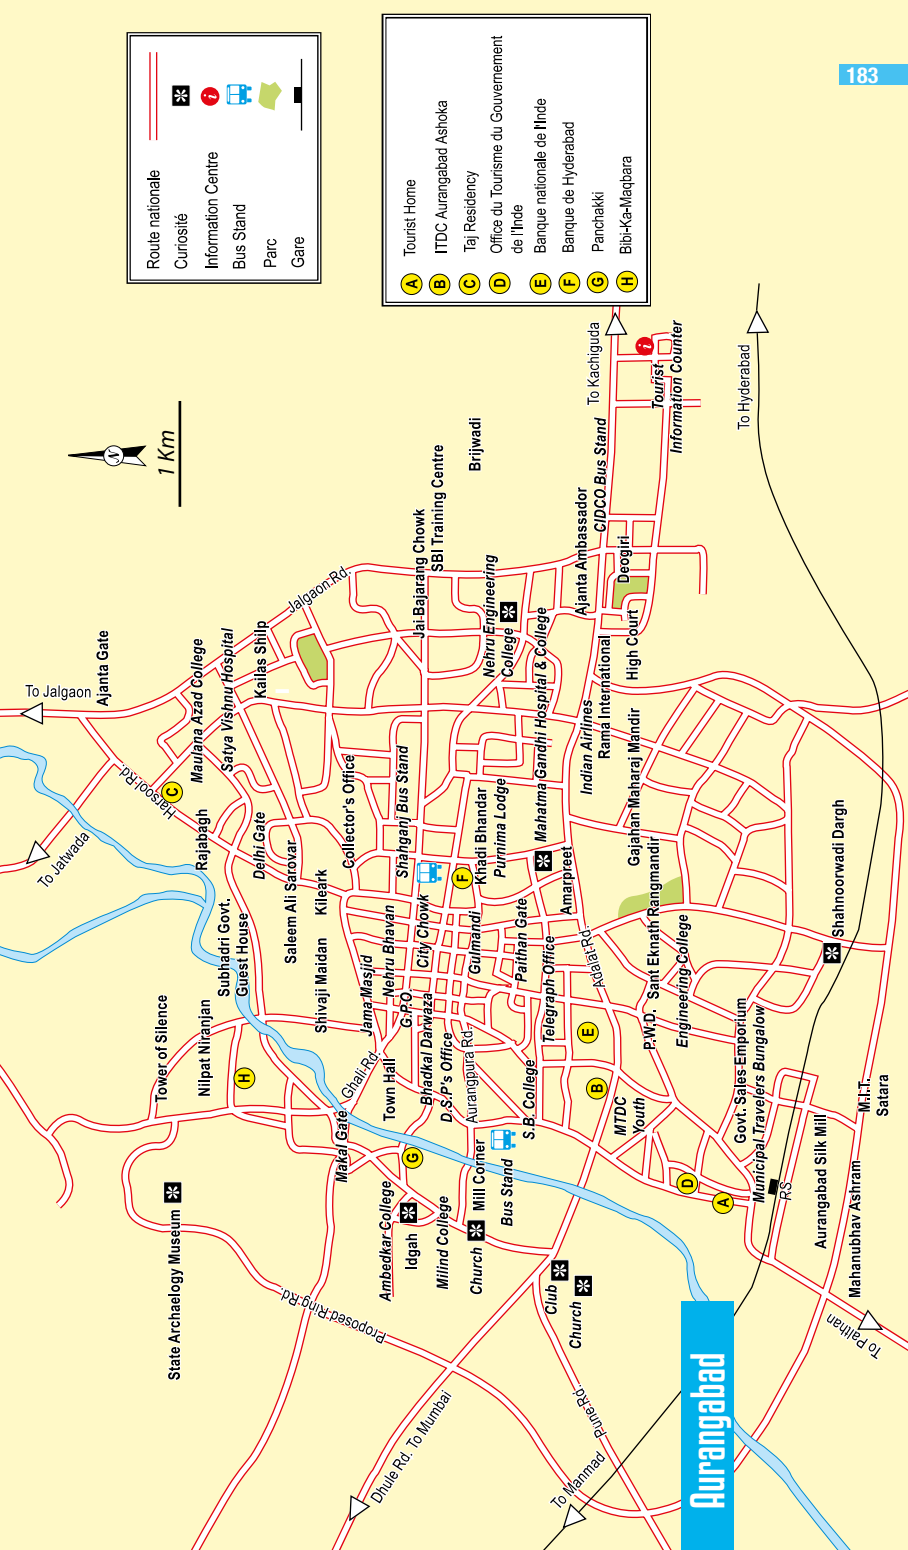 183
Route nationale
Curiosité
Information Centre
Bus Stand
Parc
Gare
A Tourist Home
B ITDC Aurangabad Ashoka
C Taj Residency
D Office du Tourisme du Gouvernement
de l'Inde
E Banque nationale de l'Inde
F Banque de Hyderabad
G Panchakki
H Bibi-Ka-Maqbara
N
1 Km
To Jalgaon
Ajanta Gate
To Jatwada
Harsool Rd.
C
Maulana Azad College
Satya Vishnu Hospital
Kailas Shilp
Jalgaon Rd.
Rajabagh
Delhi Gate
Saleem Ali Sarovar
Kileark
Collector's Office
Subhadri Govt.
Guest House
Shivaji Maidan
Tower of Silence
Nilpat Niranjan
H
State Archaelogy Museum
Proposed Ring Rd.
Makal Gate
Ghali Rd.
Jama Masjid
Nehru Bhavan
G.P.O.
Town Hall
Bhadkal Darwaza
D.S.P's Office
Aurangpura Rd.
Shahganj Bus Stand
City Chowk
F
Gulmandi
Khadi Bhandar
Purnima Lodge
Jai Bajarang Chowk
SBI Training Centre
Brijwadi
Nehru Engineering
College
Mahatma Gandhi Hospital & College
Paithan Gate
Telegraph Office
Amarpreet
Adalat Rd.
Ajanta Ambassador
CIDCO Bus Stand
To Kachiguda
i
Tourist
Information Counter
To Hyderabad
Deogiri
High Court
Rama International
Indian Airlines
Gajahan Maharaj Mandir
Sant Eknath Rangmandir
P.W.D.
Engineering College
Shahnoorwadi Dargh
G
Ambedkar College
Idgah
Milind College
Church
Mill Corner
Bus Stand
S.B. College
E
B
MTDC
Youth
Club
Church
D
A
Govt. Sales Emporium
Municipal Travelers Bungalow
RS
Aurangabad Silk Mill
Mahanubhav Ashram
M.I.T.
Satara
To Palthan
Dhule Rd. To Mumbai
Pune Rd.
To Manmad
Aurangabad